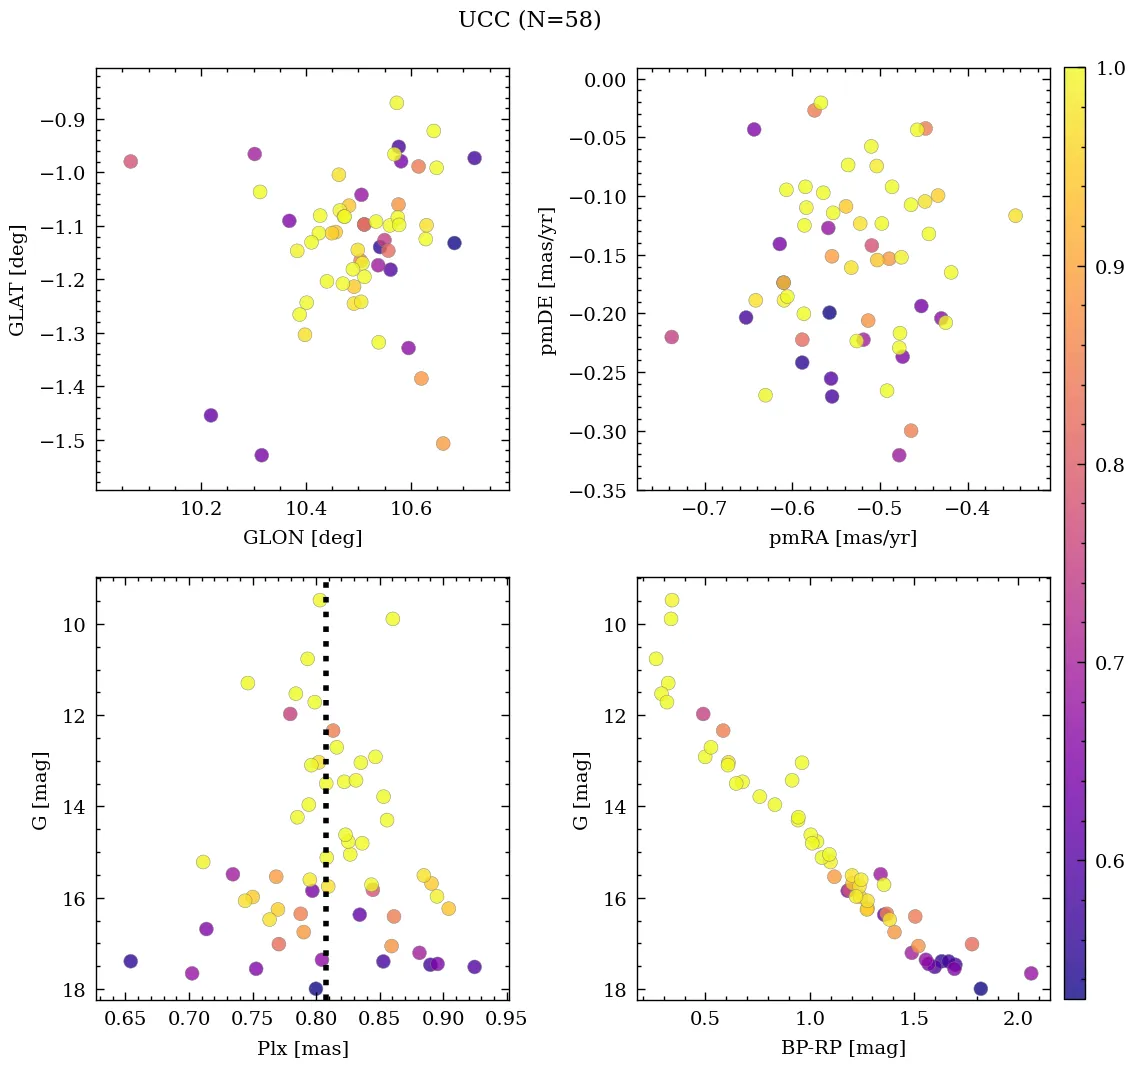 UCC (N=58)
−0.9
−1.0
−1.1
−1.2
−1.3
−1.4
−1.5
GLAT [deg]
10.2 10.4 10.6
GLON [deg]
0.00
−0.05
−0.10
−0.15
−0.20
−0.25
−0.30
−0.35
pmDE [mas/yr]
−0.7 −0.6 −0.5 −0.4
pmRA [mas/yr]
10
12
14
16
18
G [mag]
0.65 0.70 0.75 0.80 0.85 0.90 0.95
Plx [mas]
10
12
14
16
18
G [mag]
0.5 1.0 1.5 2.0
BP-RP [mag]
1.0
0.9
0.8
0.7
0.6